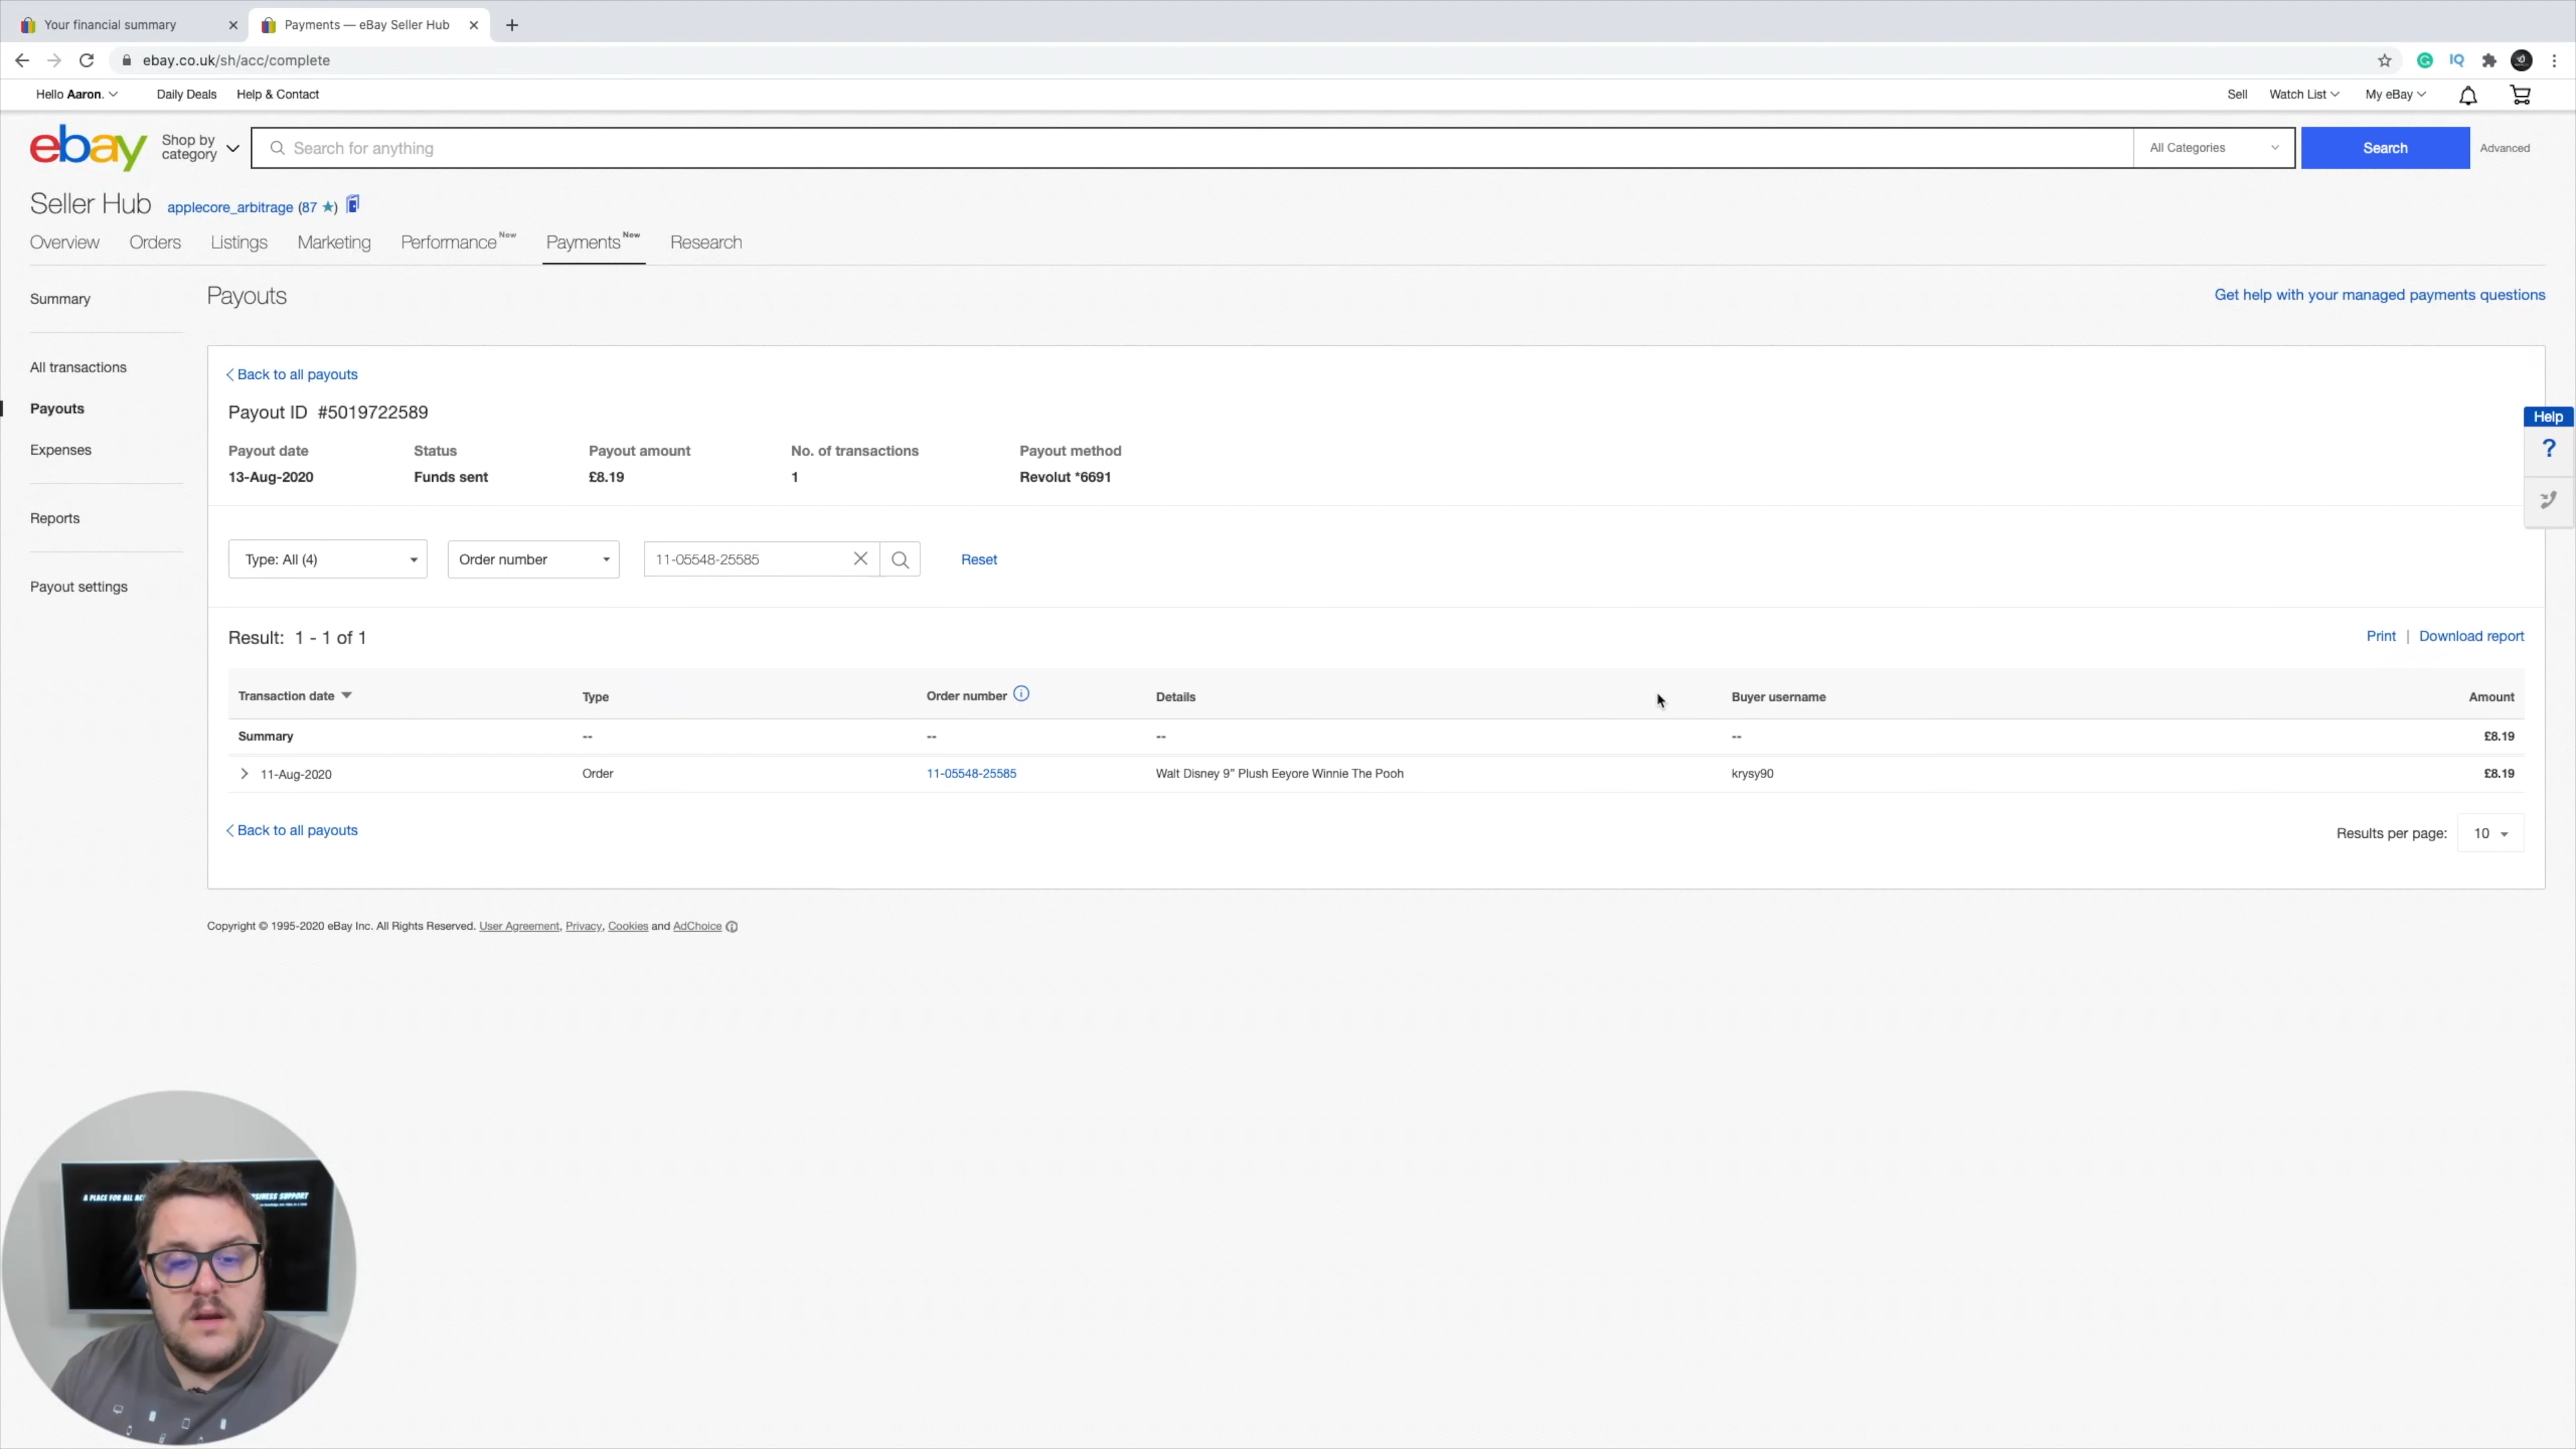 Your financial summary
Payments — eBay Seller Hub
ebay.co.uk/sh/acc/complete
IQ
Hello Aaron.
Daily Deals
Help & Contact
Sell
Watch List
My eBay
ebay
Shop by category
Search for anything
All Categories
Search
Advanced
Seller Hub
applecore_arbitrage (87 ★)
Overview
Orders
Listings
Marketing
Performance New
Payments New
Research
Summary
All transactions
Payouts
Expenses
Reports
Payout settings
Payouts
Get help with your managed payments questions
Back to all payouts
Payout ID #5019722589
Payout date Status Payout amount No. of transactions Payout method
13-Aug-2020 Funds sent £8.19 1 Revolut *6691
Help
?
Type: All (4)
Order number
11-05548-25585
Reset
Result: 1 - 1 of 1
Print | Download report
Transaction date Type Order number Details Buyer username Amount
Summary -- -- -- -- £8.19
11-Aug-2020 Order 11-05548-25585 Walt Disney 9" Plush Eeyore Winnie The Pooh krysy90 £8.19
Back to all payouts
Results per page: 10
Copyright © 1995-2020 eBay Inc. All Rights Reserved. User Agreement, Privacy, Cookies and AdChoice
A PLACE FOR ALL
SUPPORT